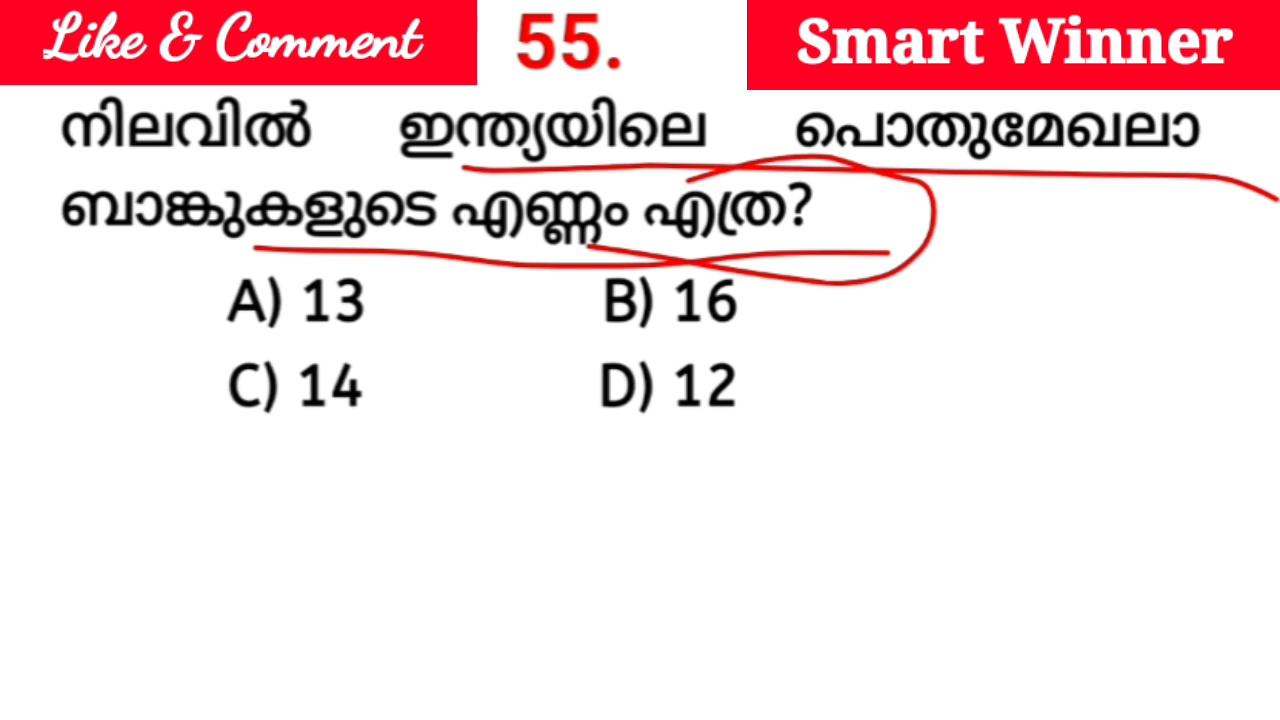 Like & Comment 55. Smart Winner
നിലവിൽ ഇന്ത്യയിലെ പൊതുമേഖലാ
ബാങ്കുകളുടെ എണ്ണം എത്ര?
A) 13 B) 16
C) 14 D) 12